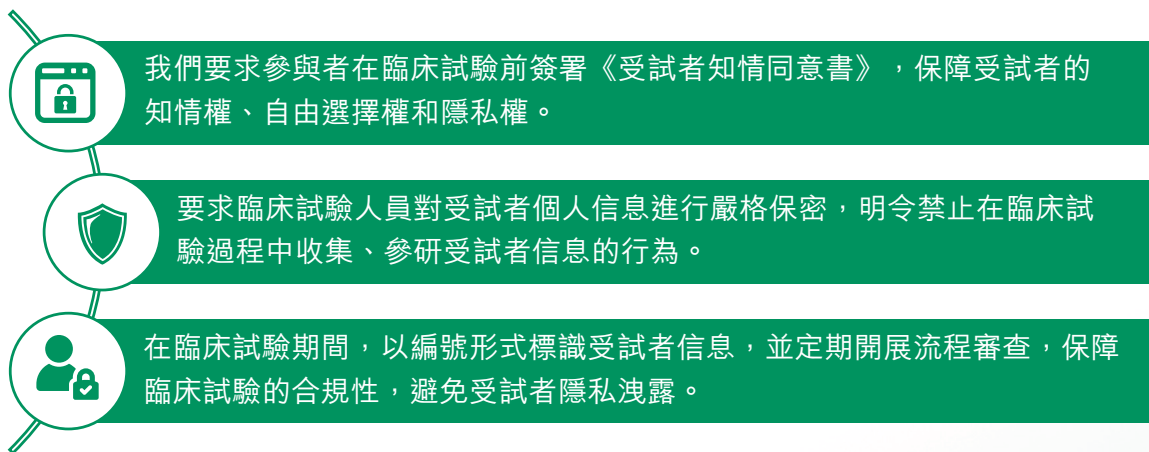 我們要求參與者在臨床試驗前簽署《受試者知情同意書》，保障受試者的
知情權、自由選擇權和隱私權。
要求臨床試驗人員對受試者個人信息進行嚴格保密，明令禁止在臨床試
驗過程中收集、參研受試者信息的行為。
在臨床試驗期間，以編號形式標識受試者信息，並定期開展流程審查，保障
臨床試驗的合規性，避免受試者隱私洩露。